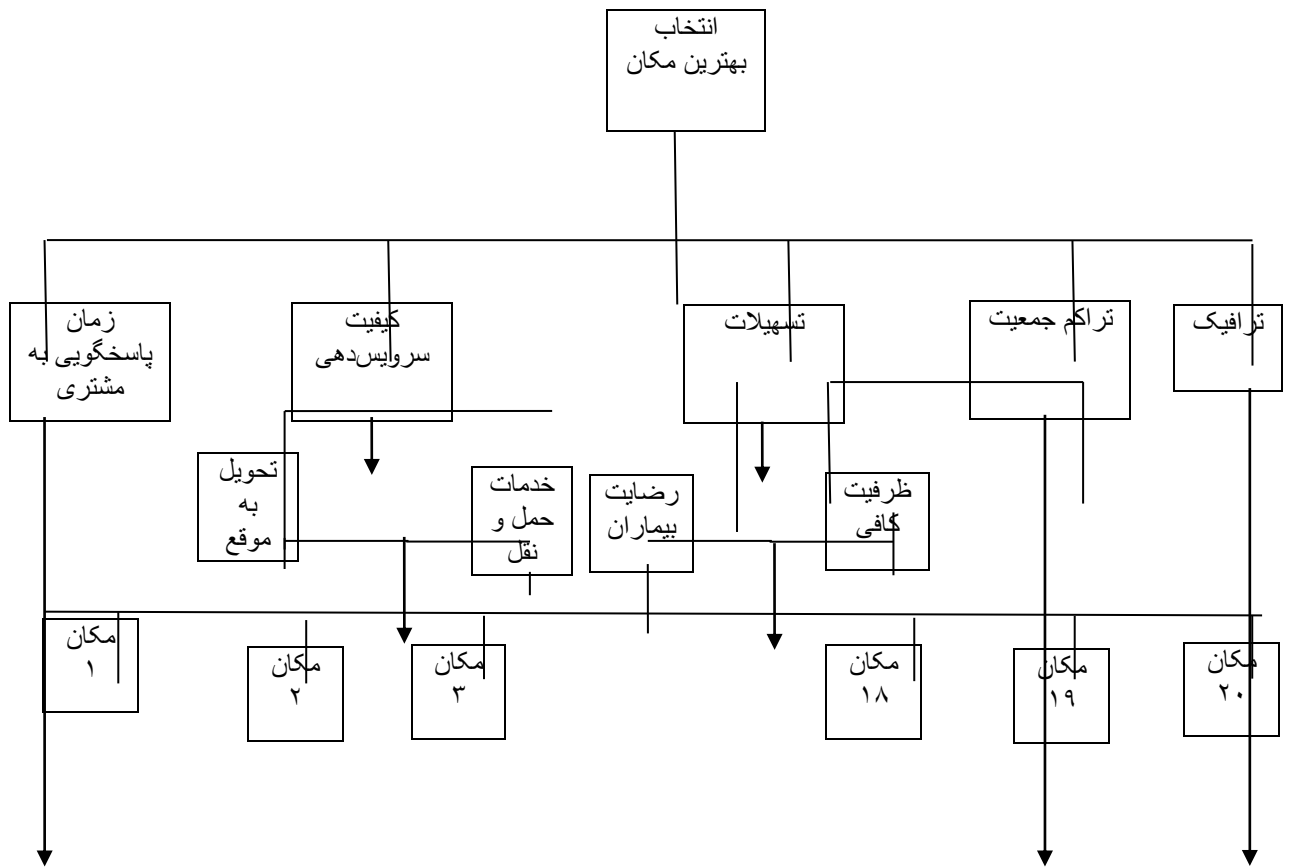 انتخاب
بهترین مکان
زمان
پاسخگویی به
مشتری
کیفیت
سرویس‌دهی
تسهیلات
تراکم جمعیت
ترافیک
تحویل
به
موقع
خدمات
حمل و
نقل
رضایت
بیماران
ظرفیت
کافی
مکان
۱
مکان
۲
مکان
۳
مکان
۱۸
مکان
۱۹
مکان
۲۰